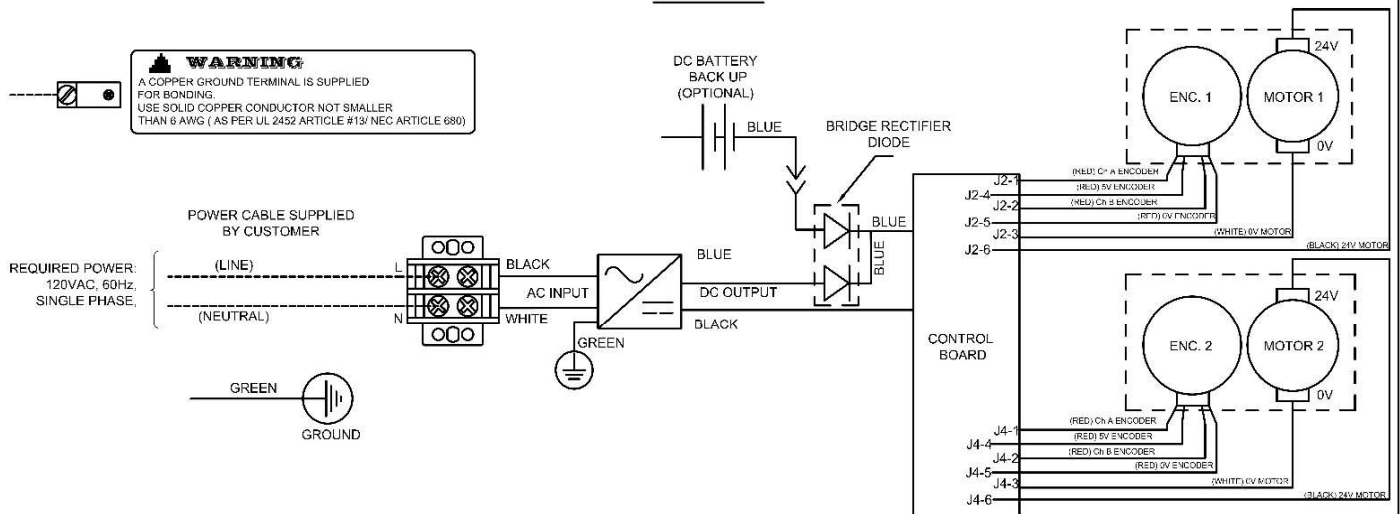 WARNING
A COPPER GROUND TERMINAL IS SUPPLIED
FOR BONDING.
USE SOLID COPPER CONDUCTOR NOT SMALLER
THAN 6 AWG ( AS PER UL 2452 ARTICLE #13/ NEC ARTICLE 680)
DC BATTERY
BACK UP
(OPTIONAL)
BLUE
BRIDGE RECTIFIER
DIODE
POWER CABLE SUPPLIED
BY CUSTOMER
REQUIRED POWER:
120VAC, 60Hz,
SINGLE PHASE,
(LINE)
(NEUTRAL)
L
N
BLACK
WHITE
AC INPUT
GREEN
BLUE
DC OUTPUT
BLACK
BLUE
BLUE
GREEN
GROUND
CONTROL
BOARD
J2-1
J2-4
J2-2
J2-5
J2-3
J2-6
(RED) Ch A ENCODER
(RED) 5V ENCODER
(RED) Ch B ENCODER
(RED) 0V ENCODER
(WHITE) 0V MOTOR
(BLACK) 24V MOTOR
ENC. 1
MOTOR 1
24V
0V
J4-1
J4-4
J4-2
J4-5
J4-3
J4-6
(RED) Ch A ENCODER
(RED) 5V ENCODER
(RED) Ch B ENCODER
(RED) 0V ENCODER
(WHITE) 0V MOTOR
(BLACK) 24V MOTOR
ENC. 2
MOTOR 2
24V
0V